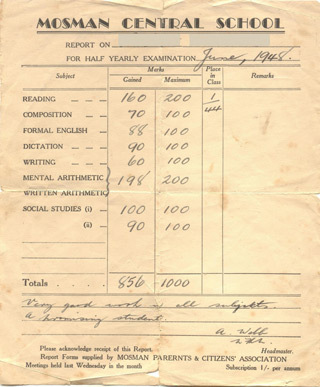 MOSMAN CENTRAL SCHOOL
REPORT ON
FOR HALF YEARLY EXAMINATION, June, 1948.
Subject Marks Place in Class Remarks
Gained Maximum
READING 160 200 1/44
COMPOSITION 70 100
FORMAL ENGLISH 88 100
DICTATION 90 100
WRITING 60 100
MENTAL ARITHMETIC } 198 200
WRITTEN ARITHMETIC
SOCIAL STUDIES (i) 100 100
(ii) 90 100
Totals 856 1000
Very good work in all subjects.
A promising student.
A. Webb
Please acknowledge receipt of this Report. Headmaster.
Report Forms supplied by MOSMAN PARERNTS & CITIZENS' ASSOCIATION
Meetings held last Wednesday in the month Subscription 1/- per annum